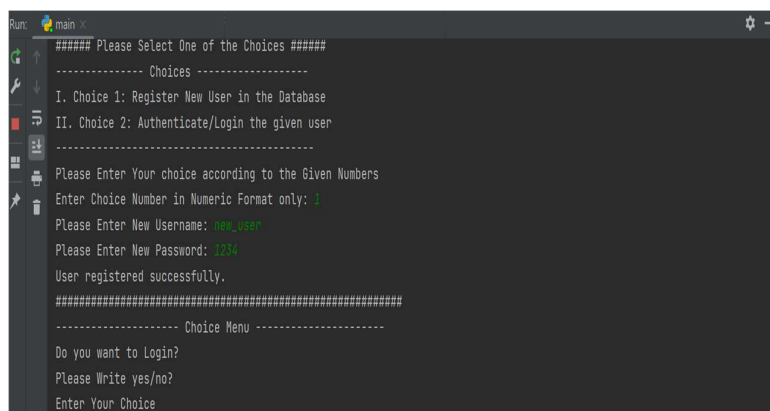 Run: main ×
###### Please Select One of the Choices ######
--------------- Choices ------------------
I. Choice 1: Register New User in the Database
II. Choice 2: Authenticate/Login the given user
-------------------------------------------
Please Enter Your choice according to the Given Numbers
Enter Choice Number in Numeric Format only: 1
Please Enter New Username: new_user
Please Enter New Password: 1234
User registered successfully.
############################################################
-------------------- Choice Menu ---------------------
Do you want to Login?
Please Write yes/no?
Enter Your Choice